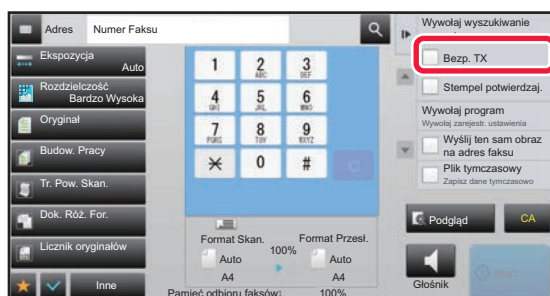 Adres
Numer Faksu
Ekspozycja
Auto
Rozdzielczość
Bardzo Wysoka
Oryginał
Budow. Pracy
Tr. Pow. Skan.
Dok. Róż. For.
Licznik oryginałów
Inne
1
2
ABC
3
DEF
4
GHI
5
JKL
6
MNO
7
PQRS
8
TUV
9
WXYZ
0
#
C
Format Skan.
100%
Format Przesł.
Auto
A4
Auto
A4
Pamięć odbioru faksów:
100%
Wywołaj wyszukiwanie
Bezp. TX
Stempel potwierdzaj.
Wywołaj program
Wywołaj zarejestr. ustawienia
Wyślij ten sam obraz
na adres faksu
Plik tymczasowy
Zapisz dane tymczasowo
Podgląd
CA
Głośnik
Start